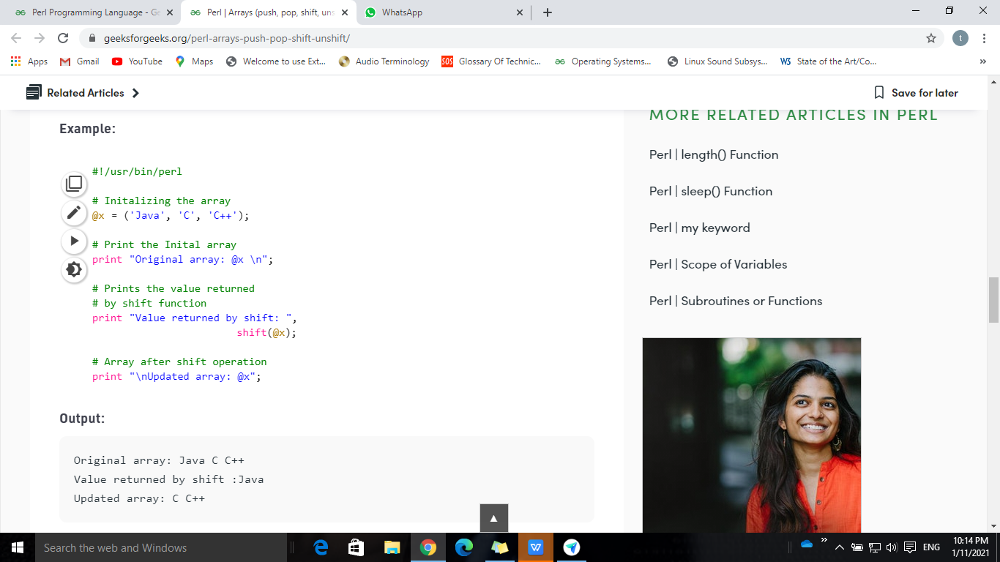 Perl Programming Language - Ge
Perl | Arrays (push, pop, shift, uns
WhatsApp
geeksforgeeks.org/perl-arrays-push-pop-shift-unshift/
t
Apps
Gmail
YouTube
Maps
Welcome to use Ext...
Audio Terminology
SOS
Glossary Of Technic...
Operating Systems...
Linux Sound Subsys...
W3
State of the Art/Co...
»
Related Articles
Save for later
Example:
#!/usr/bin/perl
# Initalizing the array
@x = ('Java', 'C', 'C++');
# Print the Inital array
print "Original array: @x \n";
# Prints the value returned
# by shift function
print "Value returned by shift: ",
shift(@x);
# Array after shift operation
print "\nUpdated array: @x";
Output:
Original array: Java C C++
Value returned by shift :Java
Updated array: C C++
MORE RELATED ARTICLES IN PERL
Perl | length() Function
Perl | sleep() Function
Perl | my keyword
Perl | Scope of Variables
Perl | Subroutines or Functions
Search the web and Windows
ENG
10:14 PM
1/11/2021